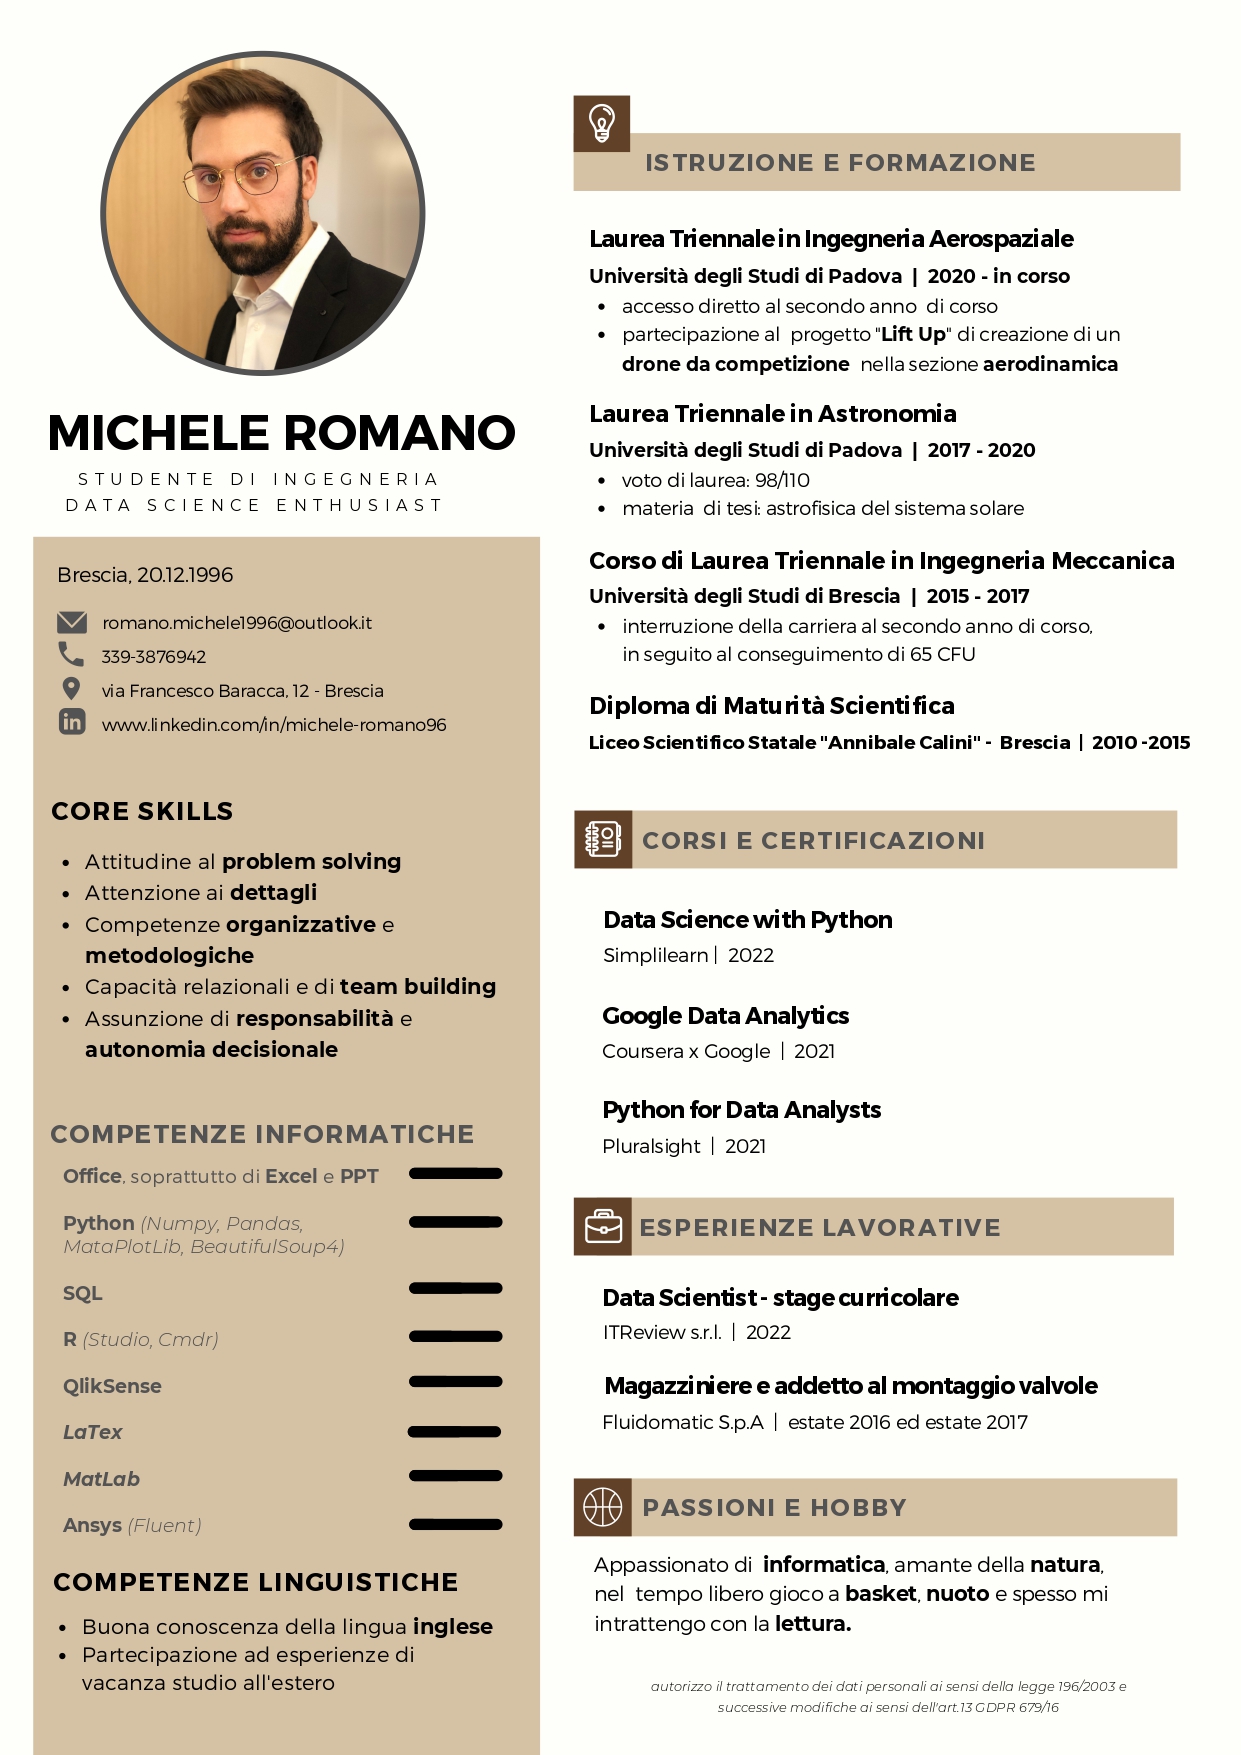 MICHELE ROMANO
STUDENTE DI INGEGNERIA
DATA SCIENCE ENTHUSIAST
Brescia, 20.12.1996
romano.michele1996@outlook.it
339-3876942
via Francesco Baracca, 12 - Brescia
www.linkedin.com/in/michele-romano96
CORE SKILLS
• Attitudine al problem solving
• Attenzione ai dettagli
• Competenze organizzative e
metodologiche
• Capacità relazionali e di team building
• Assunzione di responsabilità e
autonomia decisionale
COMPETENZE INFORMATICHE
Office, soprattutto di Excel e PPT
Python (Numpy, Pandas,
MataPlotLib, BeautifulSoup4)
SQL
R (Studio, Cmdr)
QlikSense
LaTex
MatLab
Ansys (Fluent)
COMPETENZE LINGUISTICHE
• Buona conoscenza della lingua inglese
• Partecipazione ad esperienze di
vacanza studio all'estero
ISTRUZIONE E FORMAZIONE
Laurea Triennale in Ingegneria Aerospaziale
Università degli Studi di Padova | 2020 - in corso
• accesso diretto al secondo anno di corso
• partecipazione al progetto "Lift Up" di creazione di un
drone da competizione nella sezione aerodinamica
Laurea Triennale in Astronomia
Università degli Studi di Padova | 2017 - 2020
• voto di laurea: 98/110
• materia di tesi: astrofisica del sistema solare
Corso di Laurea Triennale in Ingegneria Meccanica
Università degli Studi di Brescia | 2015 - 2017
• interruzione della carriera al secondo anno di corso,
in seguito al conseguimento di 65 CFU
Diploma di Maturità Scientifica
Liceo Scientifico Statale "Annibale Calini" - Brescia | 2010 -2015
CORSI E CERTIFICAZIONI
Data Science with Python
Simplilearn | 2022
Google Data Analytics
Coursera x Google | 2021
Python for Data Analysts
Pluralsight | 2021
ESPERIENZE LAVORATIVE
Data Scientist - stage curricolare
ITReview s.r.l. | 2022
Magazziniere e addetto al montaggio valvole
Fluidomatic S.p.A | estate 2016 ed estate 2017
PASSIONI E HOBBY
Appassionato di informatica, amante della natura,
nel tempo libero gioco a basket, nuoto e spesso mi
intrattengo con la lettura.
autorizzo il trattamento dei dati personali ai sensi della legge 196/2003 e
successive modifiche ai sensi dell'art.13 GDPR 679/16